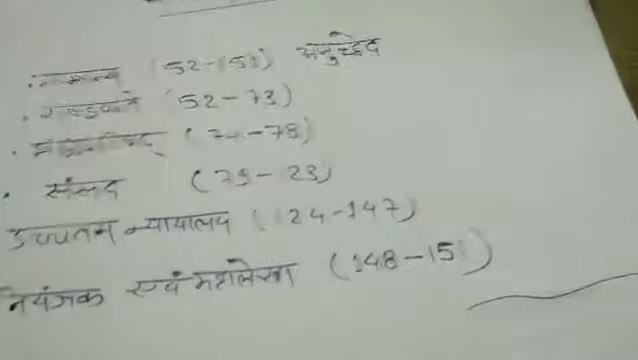 (52-151) अनुच्छेद
(52-73)
(74-78)
संसद (79-23)
उच्चतम न्यायालय (124-147)
नियंत्रक एवं महालेखा (148-151)